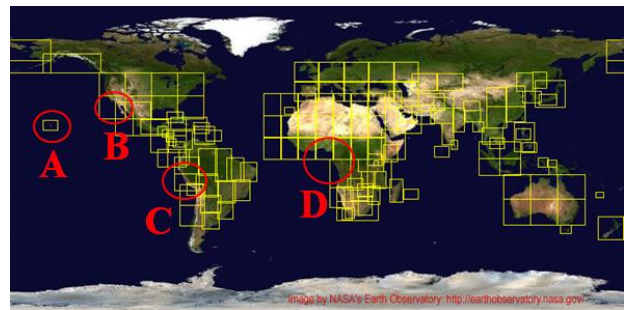 A
B
C
D
Image by NASA's Earth Observatory: http://earthobservatory.nasa.gov/